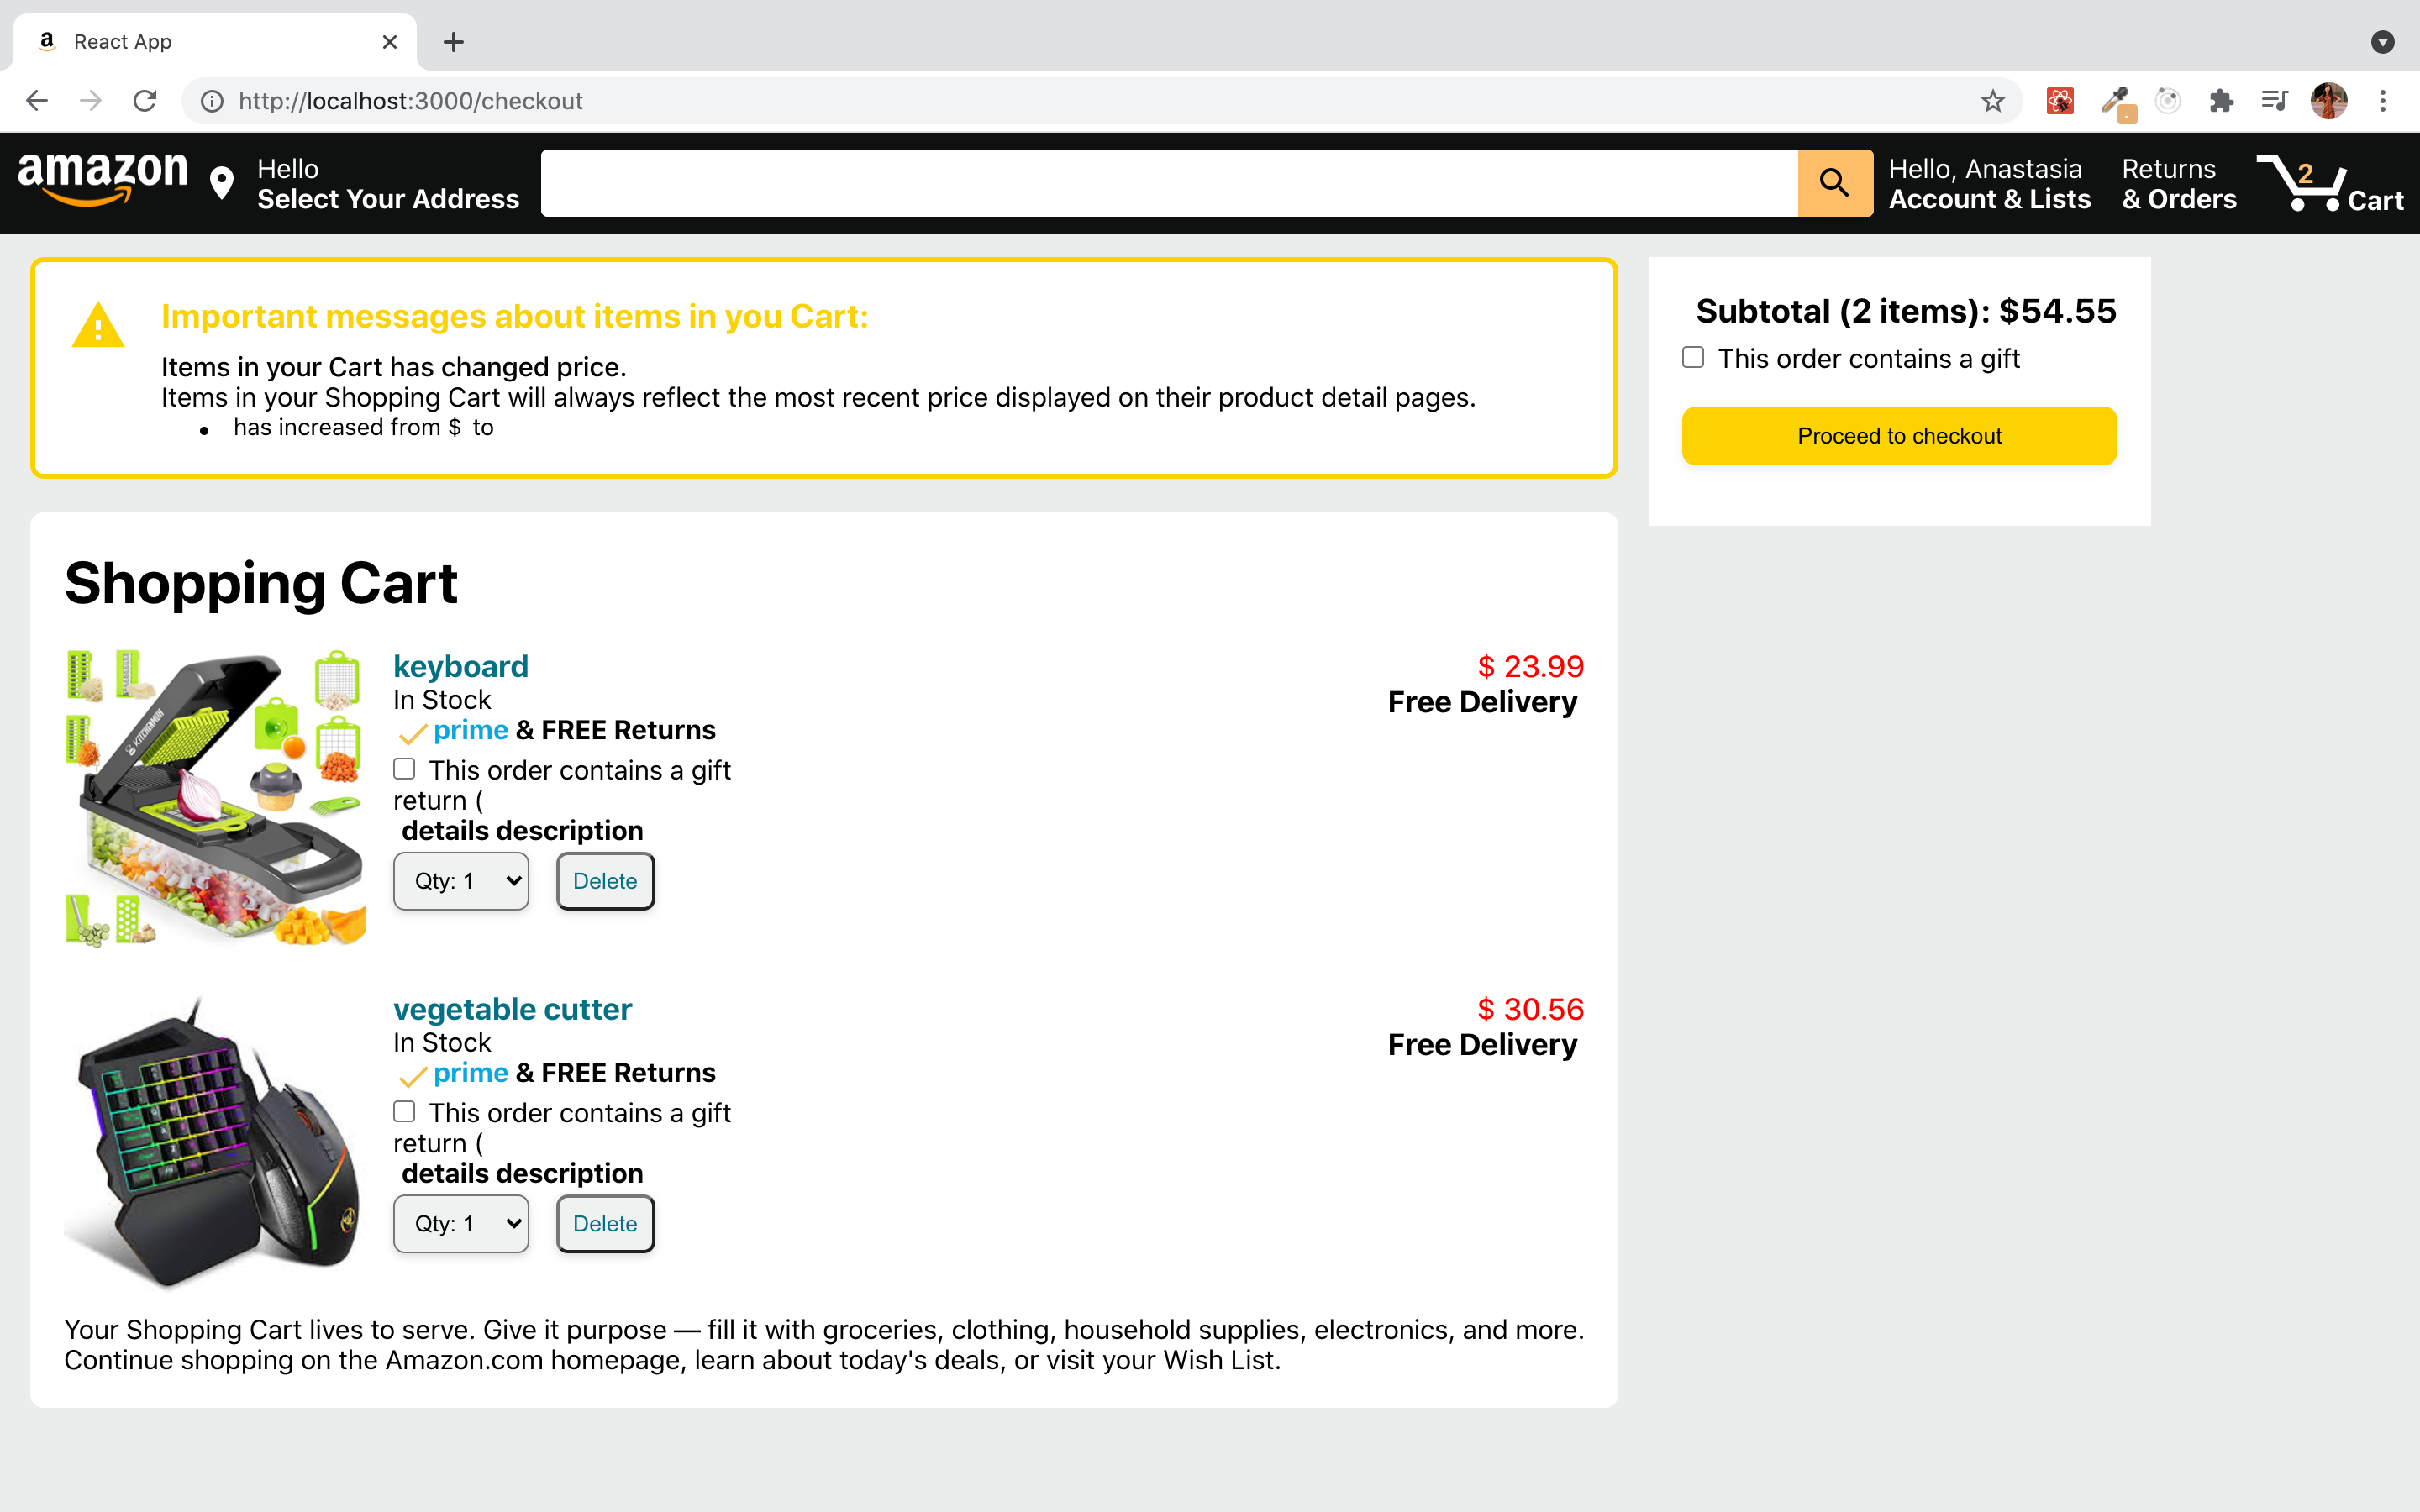 React App
http://localhost:3000/checkout
amazon
Hello
Select Your Address
Hello, Anastasia
Account & Lists
Returns
& Orders
2
Cart
Important messages about items in you Cart:
Items in your Cart has changed price.
Items in your Shopping Cart will always reflect the most recent price displayed on their product detail pages.
• has increased from $ to
Subtotal (2 items): $54.55
This order contains a gift
Proceed to checkout
Shopping Cart
KITCHENMUH
keyboard
$ 23.99
In Stock
Free Delivery
prime & FREE Returns
This order contains a gift
return (
details description
Qty: 1
Delete
vegetable cutter
$ 30.56
In Stock
Free Delivery
prime & FREE Returns
This order contains a gift
return (
details description
Qty: 1
Delete
Your Shopping Cart lives to serve. Give it purpose — fill it with groceries, clothing, household supplies, electronics, and more.
Continue shopping on the Amazon.com homepage, learn about today's deals, or visit your Wish List.